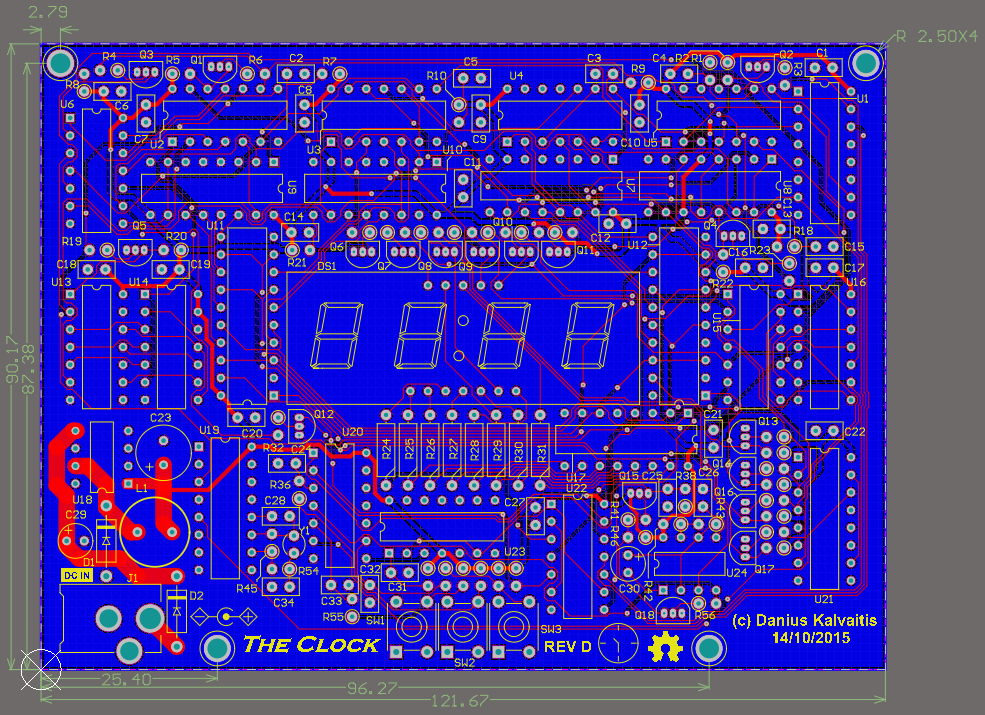 2.79
R 2.50X4
R4 Q3 R5 Q1 R6 C2 R7 C5 U4 C3 R9 C4 R2 R1 Q2 C1
R8 C6 C8 R10 U1
U6 C7 U2 U3 U10 C9 C10 U5
C11
U9 U7 U8 C13
Q5 R20 U11 C14 Q10 C12 U12 Q4 R18
R19 R21 Q6 Q7 Q8 Q9 Q11 C16 R23 C15
C18 C19 DS1 R22 C17
U13 U14 U15 U16
90.17
87.38
C23 C20 Q12 U20 C21 Q13 C22
U19 R32 R24 R25 R26 R27 R28 R29 R30 R31
L1 R36 U17 Q15 C25 R38 C26
U18 U22 Q16
C29 C28 Y1 C27 R43
D1 U23 U24 Q17
DC IN J1 R54 C32 C31 C30
R45 C34 C33 R42 U21
D2 R55 SW1 Q18 R56
THE CLOCK SW2 SW3 REV D
(c) Danius Kalvaitis
14/10/2015
25.40
96.27
121.67